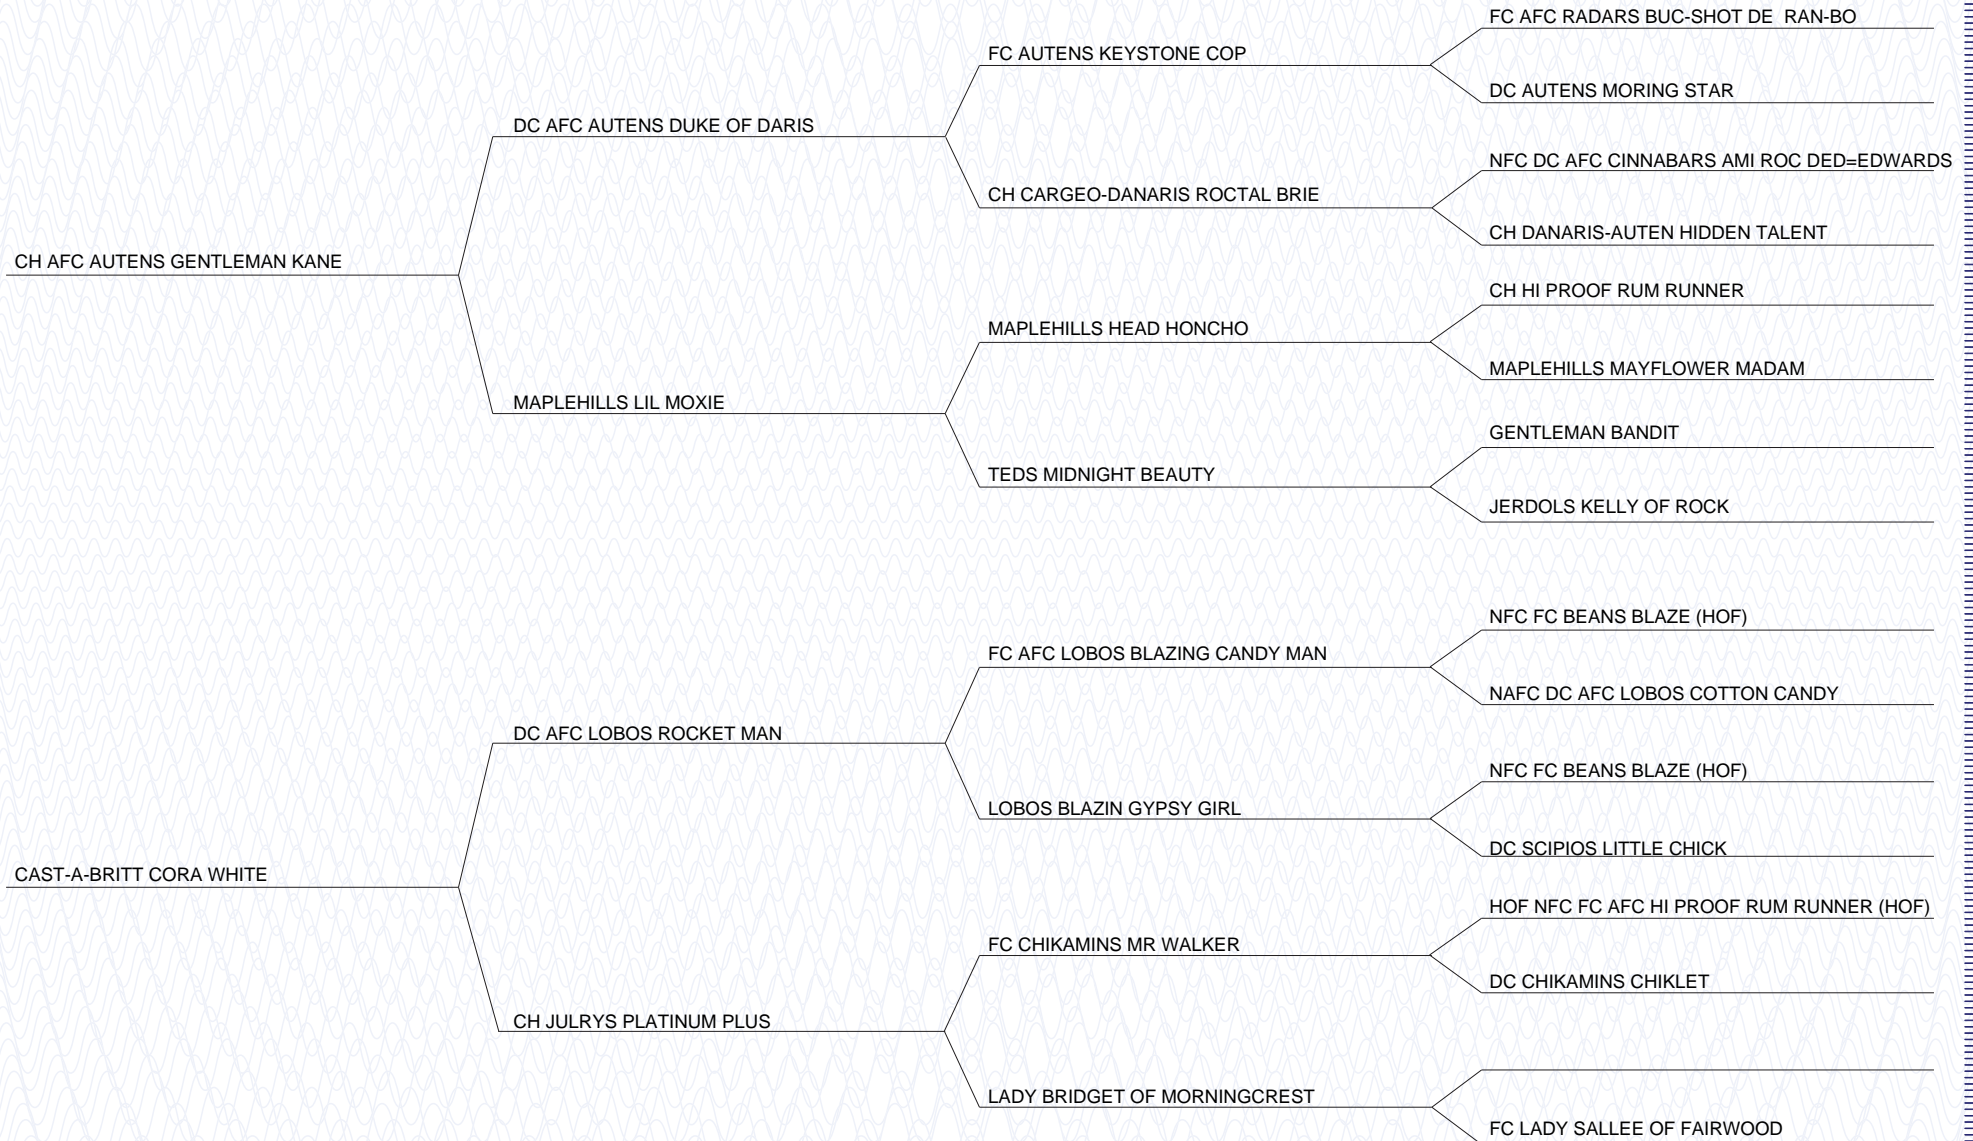 FC AFC RADARS BUC-SHOT DE  RAN-BO
FC AUTENS KEYSTONE COP
DC AUTENS MORING STAR
DC AFC AUTENS DUKE OF DARIS
NFC DC AFC CINNABARS AMI ROC DED=EDWARDS
CH CARGEO-DANARIS ROCTAL BRIE
CH DANARIS-AUTEN HIDDEN TALENT
CH AFC AUTENS GENTLEMAN KANE
CH HI PROOF RUM RUNNER
MAPLEHILLS HEAD HONCHO
MAPLEHILLS MAYFLOWER MADAM
MAPLEHILLS LIL MOXIE
GENTLEMAN BANDIT
TEDS MIDNIGHT BEAUTY
JERDOLS KELLY OF ROCK
NFC FC BEANS BLAZE (HOF)
FC AFC LOBOS BLAZING CANDY MAN
NAFC DC AFC LOBOS COTTON CANDY
DC AFC LOBOS ROCKET MAN
NFC FC BEANS BLAZE (HOF)
LOBOS BLAZIN GYPSY GIRL
DC SCIPIOS LITTLE CHICK
CAST-A-BRITT CORA WHITE
HOF NFC FC AFC HI PROOF RUM RUNNER (HOF)
FC CHIKAMINS MR WALKER
DC CHIKAMINS CHIKLET
CH JULRYS PLATINUM PLUS
LADY BRIDGET OF MORNINGCREST
FC LADY SALLEE OF FAIRWOOD